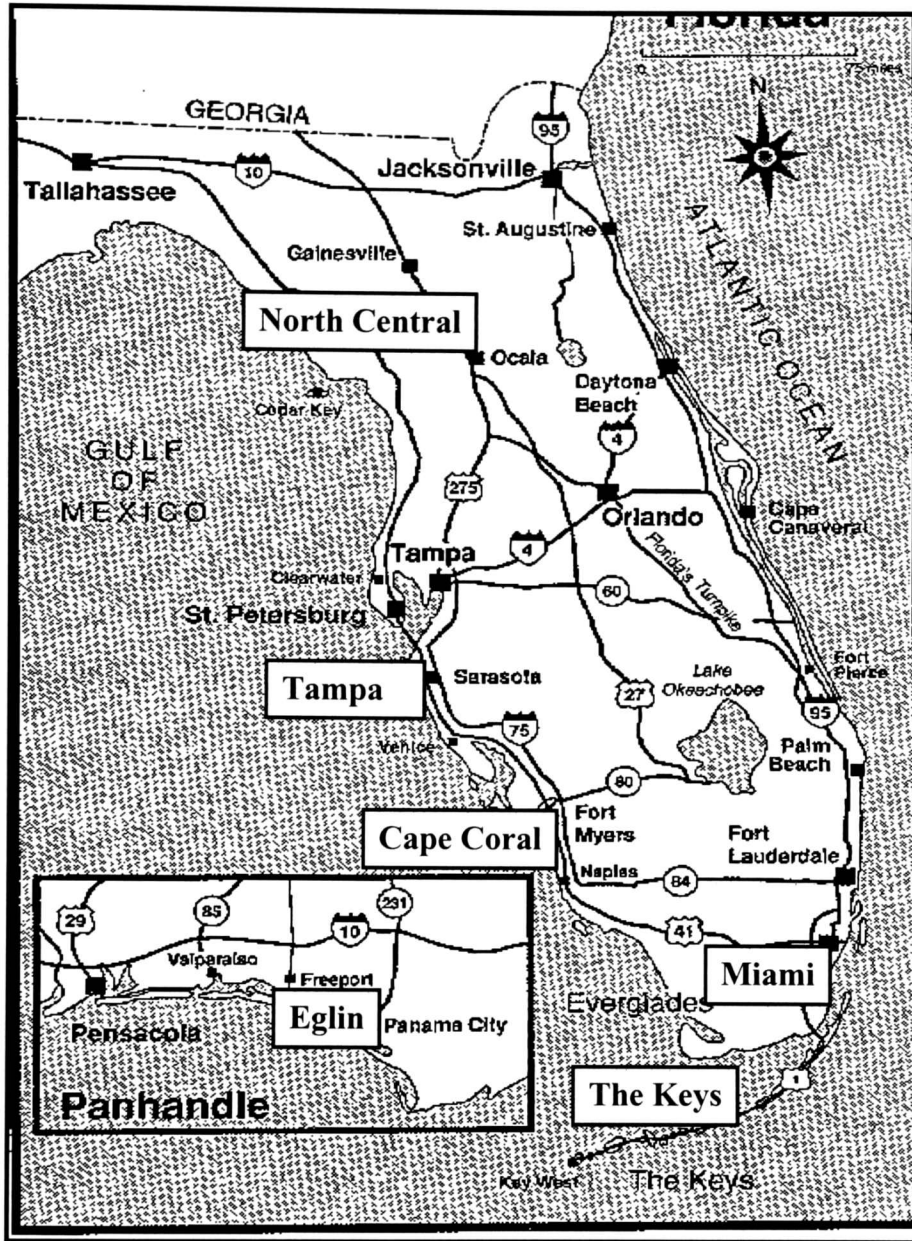 Florida
0 75 miles
N
GEORGIA
95
10
Jacksonville
Tallahassee
St. Augustine
ATLANTIC OCEAN
Gainesville
North Central
Ocala
Daytona
Beach
Cedar Key
4
GULF
OF
MEXICO
275
Orlando
Cape
Canaveral
Tampa
4
Florida's Turnpike
Clearwater
60
St. Petersburg
Fort
Pierce
Tampa
Sarasota
Lake
Okeechobee
27
95
75
Venice
Palm
Beach
80
Cape Coral
Fort
Myers
Fort
Lauderdale
Naples
84
41
Miami
Everglades
The Keys
1
Key West
The Keys
29
85
231
10
Valparaiso
Freeport
Eglin
Pensacola
Panama City
Panhandle